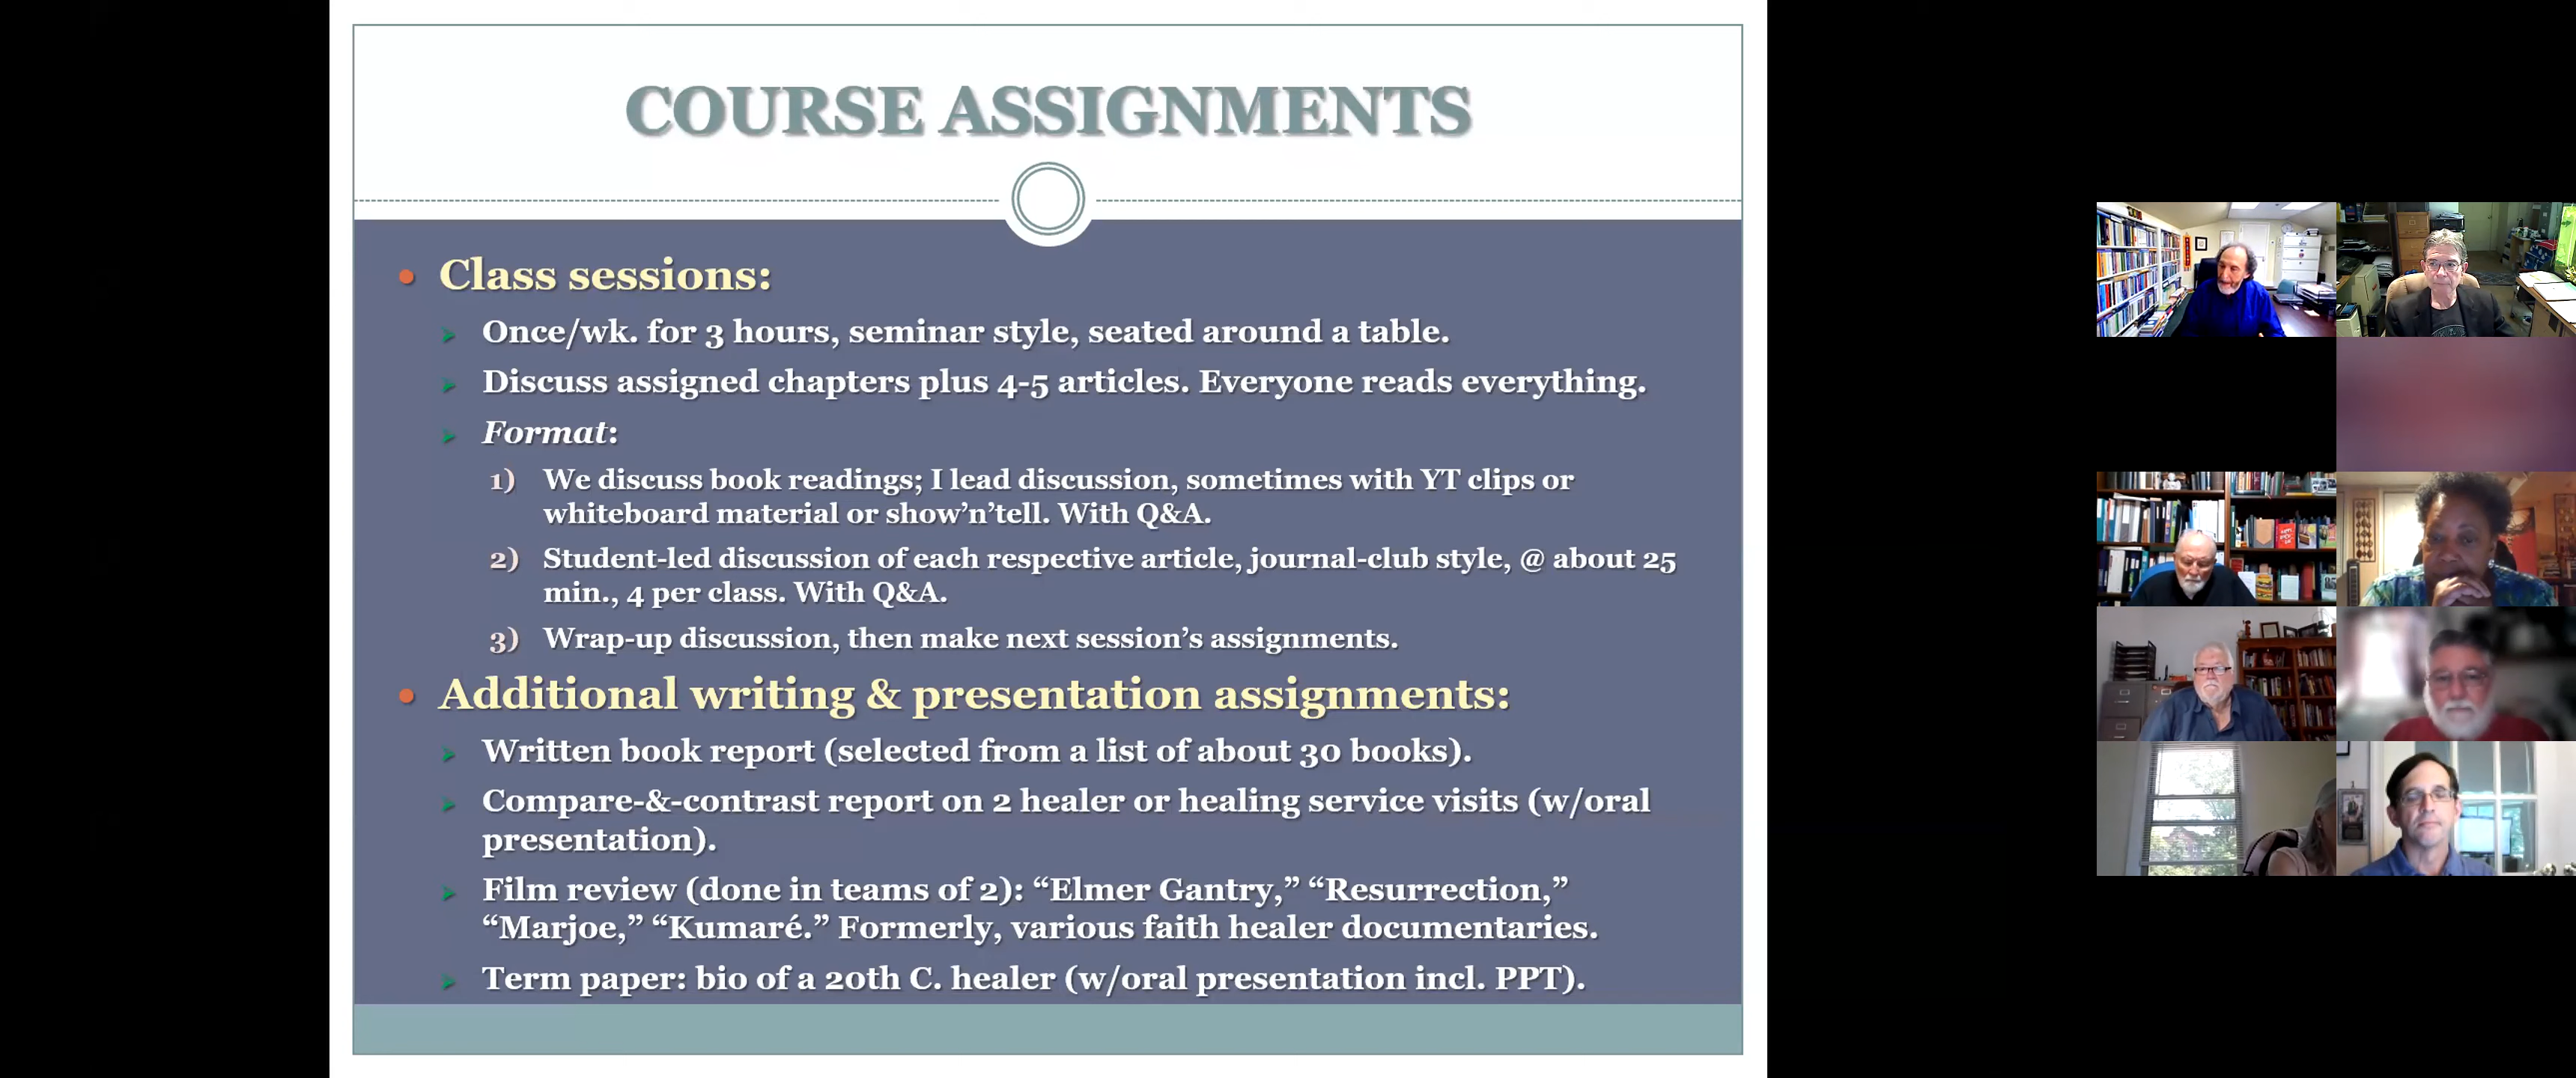 COURSE ASSIGNMENTS
• Class sessions:
➤ Once/wk. for 3 hours, seminar style, seated around a table.
➤ Discuss assigned chapters plus 4-5 articles. Everyone reads everything.
➤ Format:
1) We discuss book readings; I lead discussion, sometimes with YT clips or
whiteboard material or show’n’tell. With Q&A.
2) Student-led discussion of each respective article, journal-club style, @ about 25
min., 4 per class. With Q&A.
3) Wrap-up discussion, then make next session’s assignments.
• Additional writing & presentation assignments:
➤ Written book report (selected from a list of about 30 books).
➤ Compare-&-contrast report on 2 healer or healing service visits (w/oral
presentation).
➤ Film review (done in teams of 2): “Elmer Gantry,” “Resurrection,”
“Marjoe,” “Kumaré.” Formerly, various faith healer documentaries.
➤ Term paper: bio of a 20th C. healer (w/oral presentation incl. PPT).